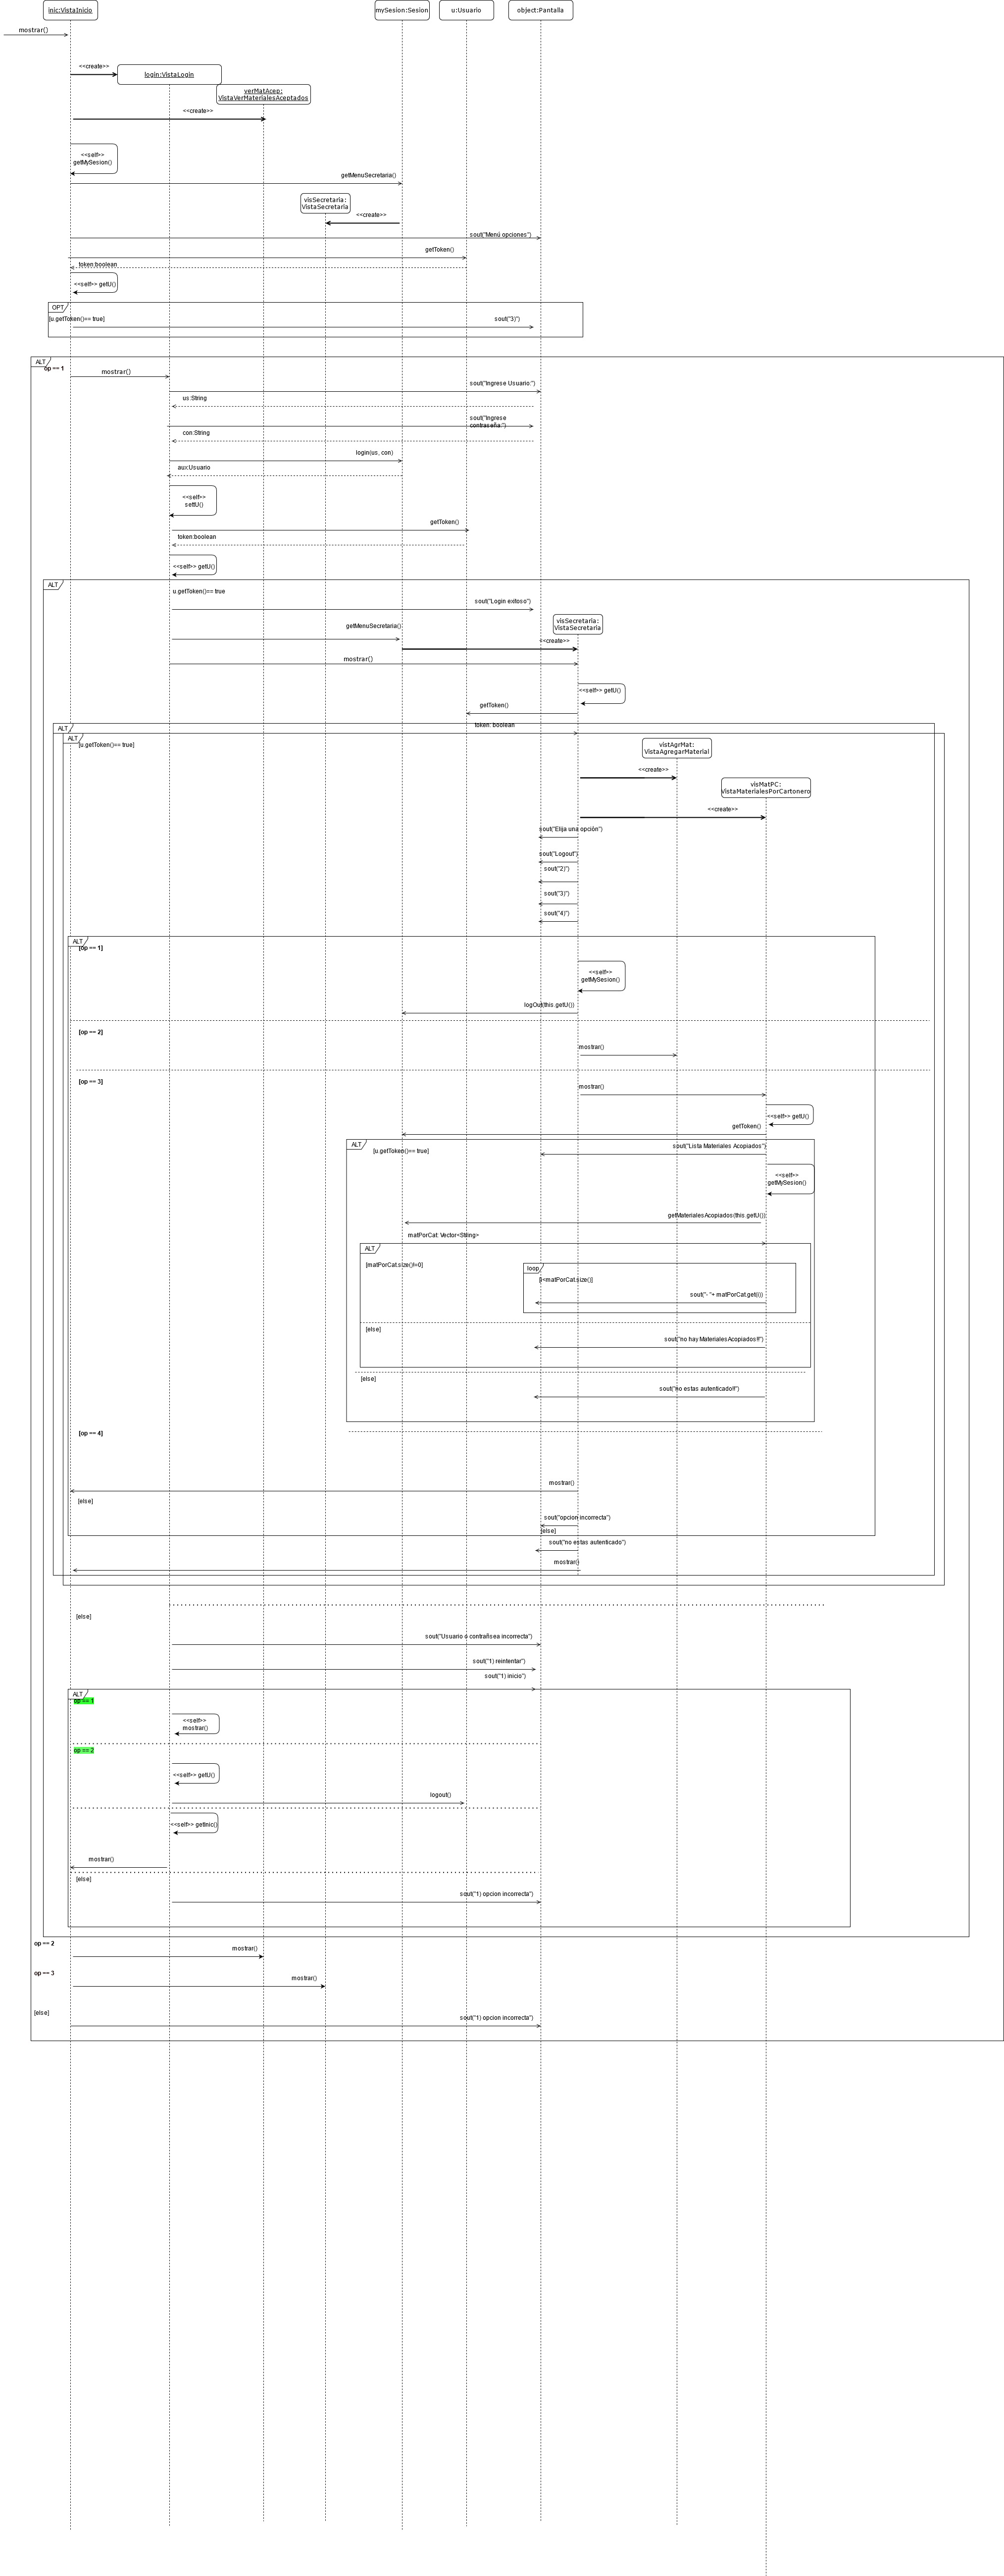 inic:VistaInicio
mySesion:Sesion
u:Usuario
object:Pantalla
mostrar()
<<create>>
login:VistaLogin
verMatAcep:
VistaVerMaterialesAceptados
<<create>>
<<self>>
getMySesion()
getMenuSecretaria()
visSecretaria:
VistaSecretaria
<<create>>
sout("Menú opciones")
getToken()
token:boolean
<<self>> getU()
OPT
[u.getToken()== true]
sout("3)")
ALT
op == 1
mostrar()
sout("Ingrese Usuario:")
us:String
sout("Ingrese
contraseña:")
con:String
login(us, con)
aux:Usuario
<<self>>
setU()
getToken()
token:boolean
<<self>> getU()
ALT
u.getToken()== true
sout("Login exitoso")
visSecretaria:
VistaSecretaria
getMenuSecretaria()
<<create>>
mostrar()
<<self>> getU()
getToken()
token: boolean
ALT
ALT
[u.getToken()== true]
vistAgrMat:
VistaAgregarMaterial
<<create>>
visMatPC:
VistaMaterialesPorCartonero
<<create>>
sout("Elija una opción")
sout("Logout")
sout("2)")
sout("3)")
sout("4)")
ALT
[op == 1]
<<self>>
getMySesion()
logOut(this.getU())
[op == 2]
mostrar()
[op == 3]
mostrar()
<<self>> getU()
getToken()
ALT
[u.getToken()== true]
sout("Lista Materiales Acopiados")
<<self>>
getMySesion()
getMaterialesAcopiados(this.getU())
matPorCat: Vector<String>
ALT
[matPorCat.size()!=0]
loop
[i<matPorCat.size()]
sout("- "+ matPorCat.get(i))
[else]
sout("no hay MaterialesAcopios!!")
[else]
sout("no estas autenticado!!")
[op == 4]
mostrar()
[else]
sout("opcion incorrecta")
[else]
sout("no estas autenticado")
mostrar()
[else]
sout("Usuario o contrañsea incorrecta")
sout("1) reintentar")
sout("1) inicio")
ALT
op == 1
<<self>>
mostrar()
op == 2
<<self>> getU()
logout()
<<self>> getInic()
mostrar()
[else]
sout("1) opcion incorrecta")
op == 2
mostrar()
op == 3
mostrar()
[else]
sout("1) opcion incorrecta")